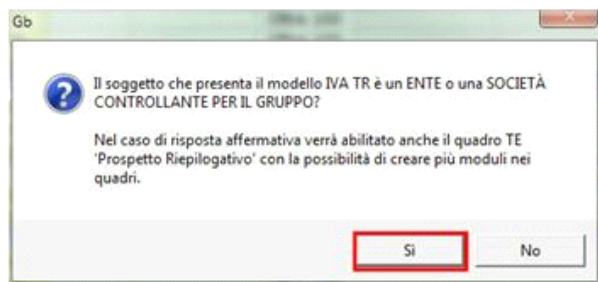 Gb
Il soggetto che presenta il modello IVA TR è un ENTE o una SOCIETÀ
CONTROLLANTE PER IL GRUPPO?
Nel caso di risposta affermativa verrà abilitato anche il quadro TE
'Prospetto Riepilogativo' con la possibilità di creare più moduli nei
quadri.
Sì
No